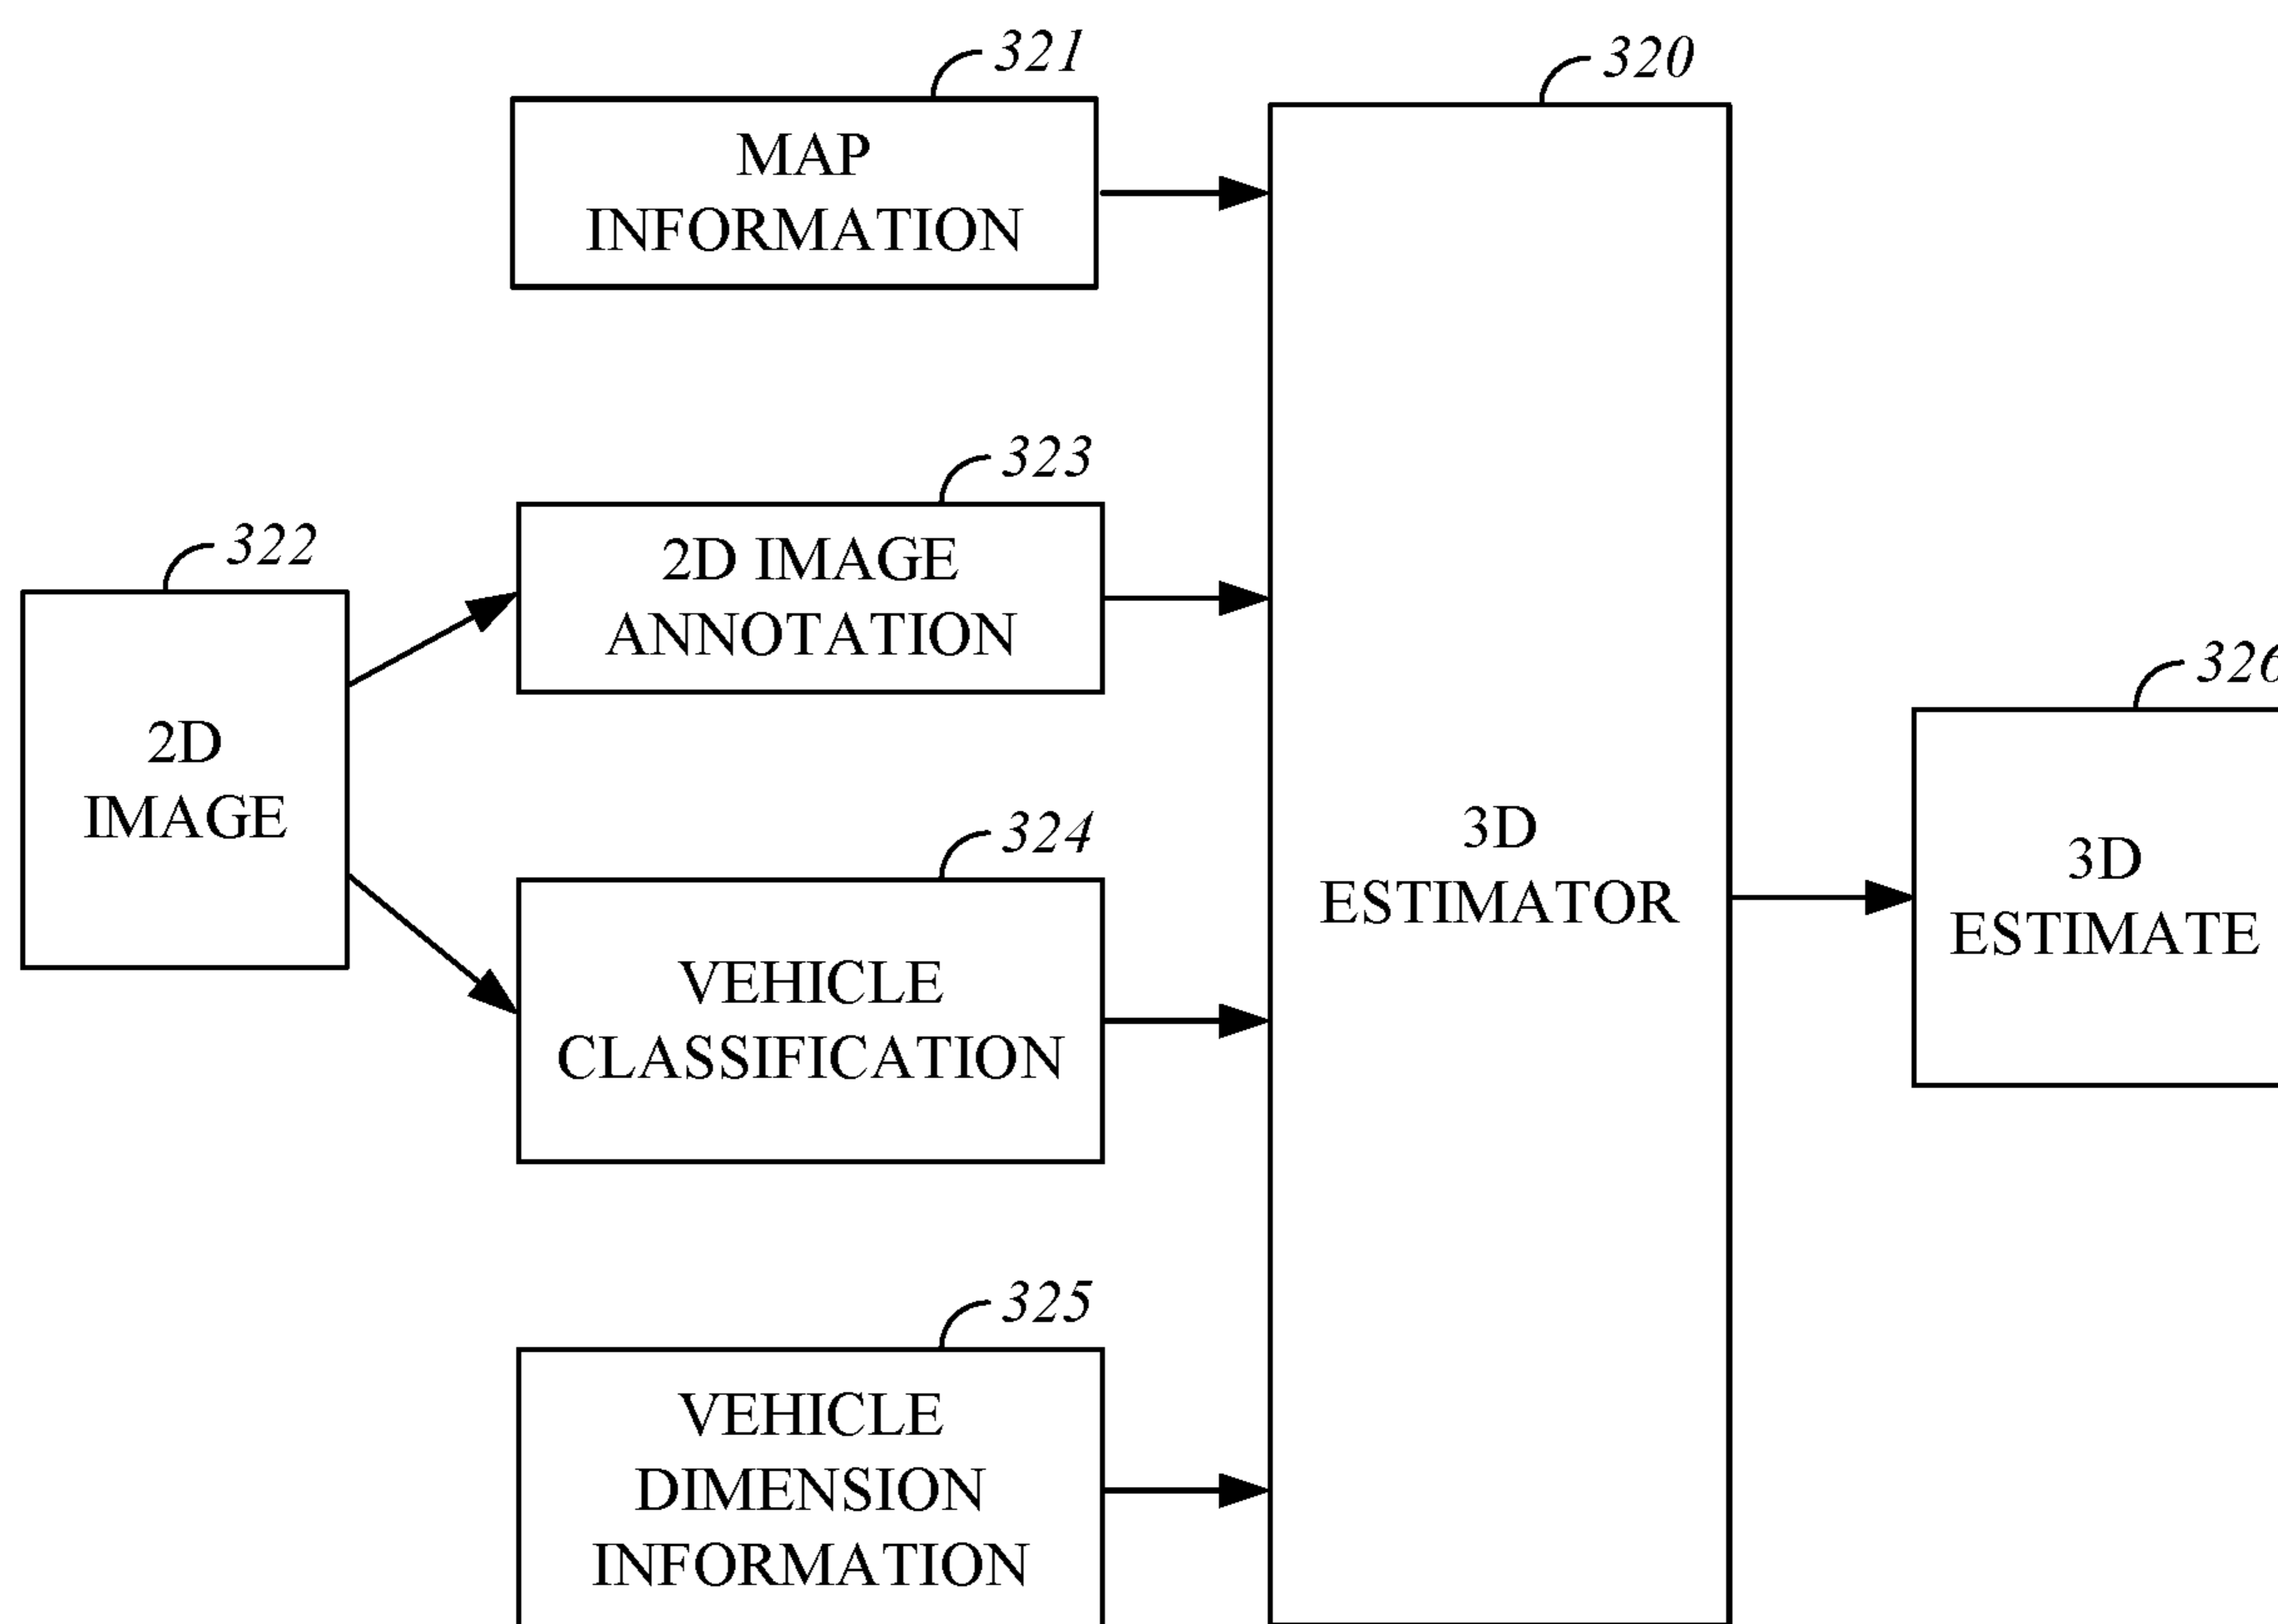 321
MAP
INFORMATION
320
323
2D IMAGE
ANNOTATION
322
2D
IMAGE
324
VEHICLE
CLASSIFICATION
325
VEHICLE
DIMENSION
INFORMATION
3D
ESTIMATOR
326
3D
ESTIMATE